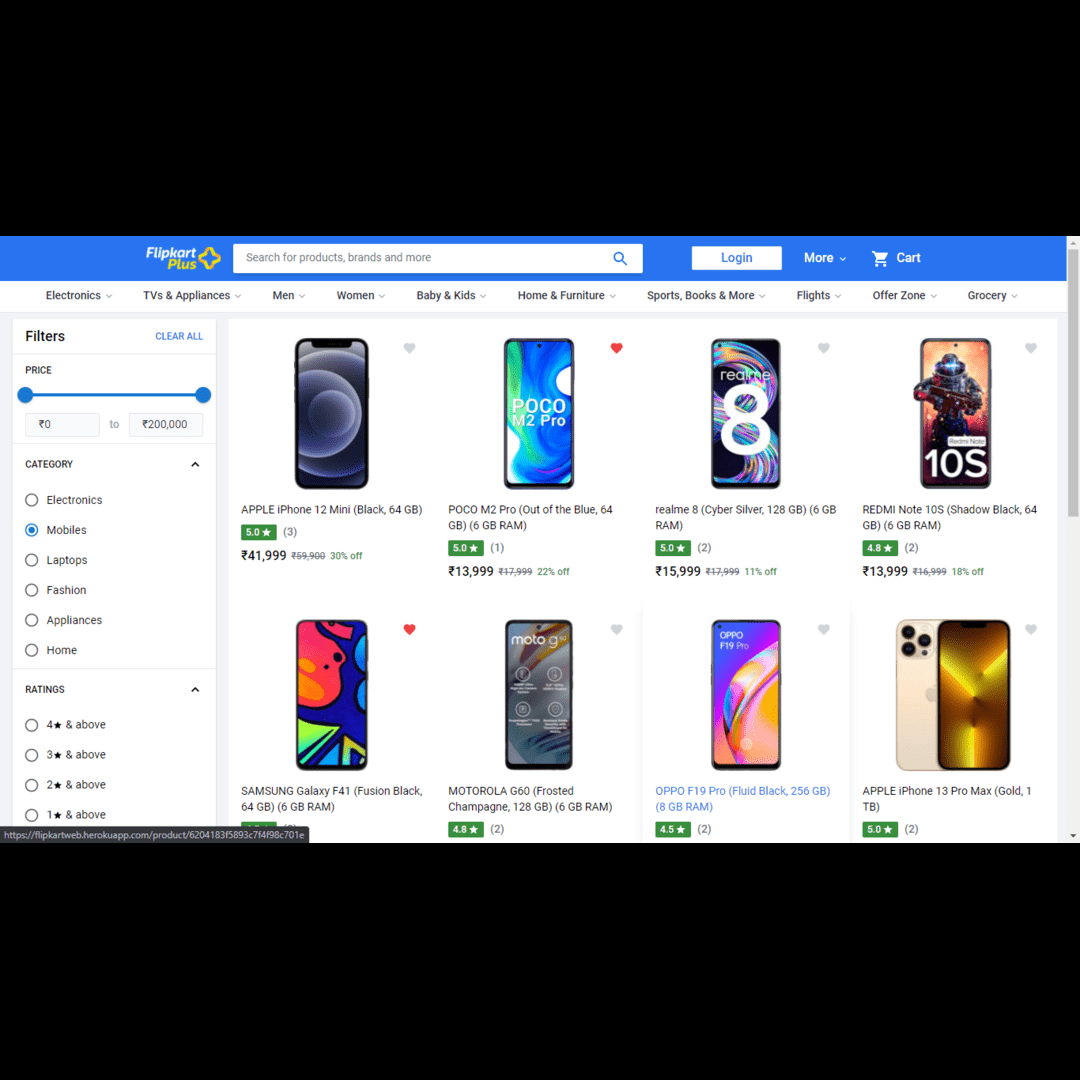 Flipkart
Plus
Search for products, brands and more
Login
More
Cart
Electronics
TVs & Appliances
Men
Women
Baby & Kids
Home & Furniture
Sports, Books & More
Flights
Offer Zone
Grocery
Filters
CLEAR ALL
PRICE
₹0 to ₹200,000
CATEGORY
Electronics
Mobiles
Laptops
Fashion
Appliances
Home
RATINGS
4★ & above
3★ & above
2★ & above
1★ & above
APPLE iPhone 12 Mini (Black, 64 GB)
5.0 ★ (3)
₹41,999 ₹59,900 30% off
POCO
M2 Pro
POCO M2 Pro (Out of the Blue, 64
GB) (6 GB RAM)
5.0 ★ (1)
₹13,999 ₹17,999 22% off
realme
8
realme 8 (Cyber Silver, 128 GB) (6 GB
RAM)
5.0 ★ (2)
₹15,999 ₹17,999 11% off
Redmi Note
10S
REDMI Note 10S (Shadow Black, 64
GB) (6 GB RAM)
4.8 ★ (2)
₹13,999 ₹16,999 18% off
SAMSUNG Galaxy F41 (Fusion Black,
64 GB) (6 GB RAM)
moto g60
MOTOROLA G60 (Frosted
Champagne, 128 GB) (6 GB RAM)
4.8 ★ (2)
OPPO
F19 Pro
OPPO F19 Pro (Fluid Black, 256 GB)
(8 GB RAM)
4.5 ★ (2)
APPLE iPhone 13 Pro Max (Gold, 1
TB)
5.0 ★ (2)
https://flipkartweb.herokuapp.com/product/6204183f5893c7f4f98c701e